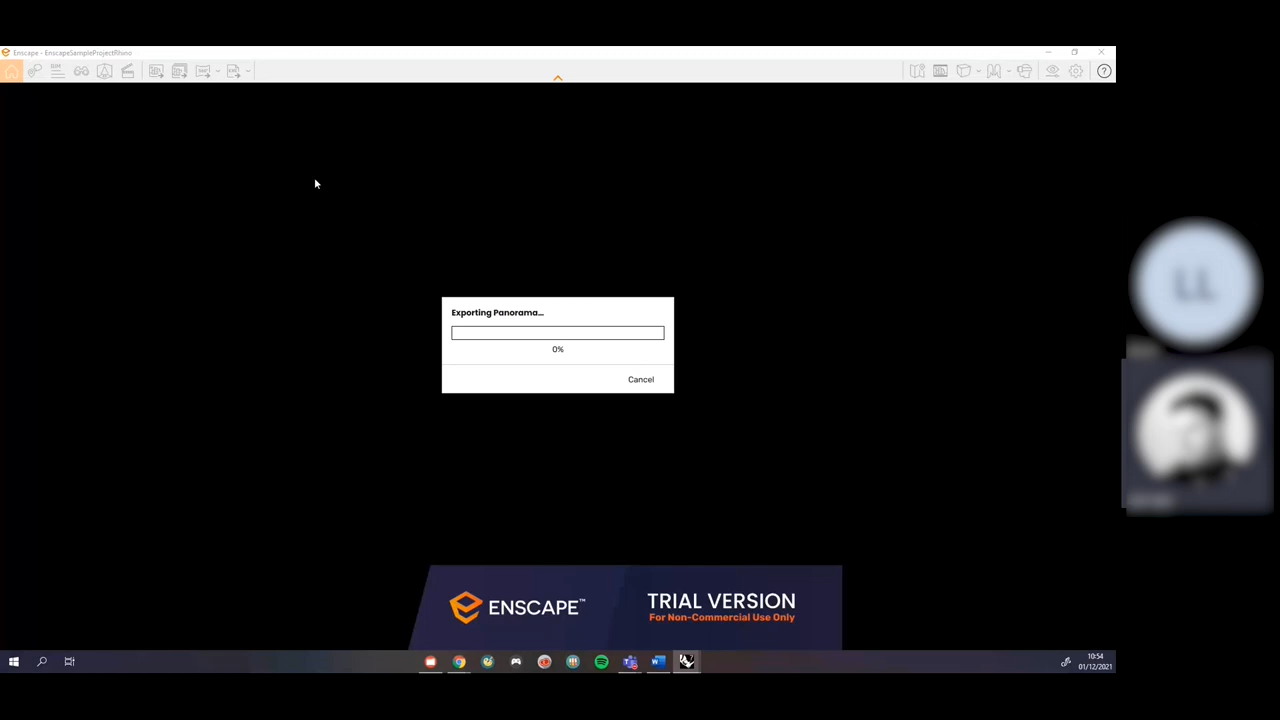 Enscape - EnscapeSampleProjectRhino
Exporting Panorama...
0%
Cancel
ENSCAPE™
TRIAL VERSION
For Non-Commercial Use Only
10:54
01/12/2021